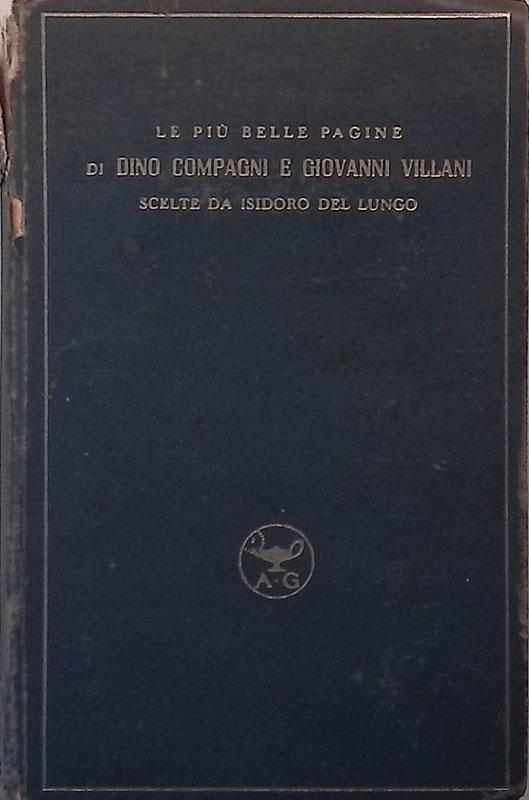 LE PIÙ BELLE PAGINE
DI DINO COMPAGNI E GIOVANNI VILLANI
SCELTE DA ISIDORO DEL LUNGO
A·G